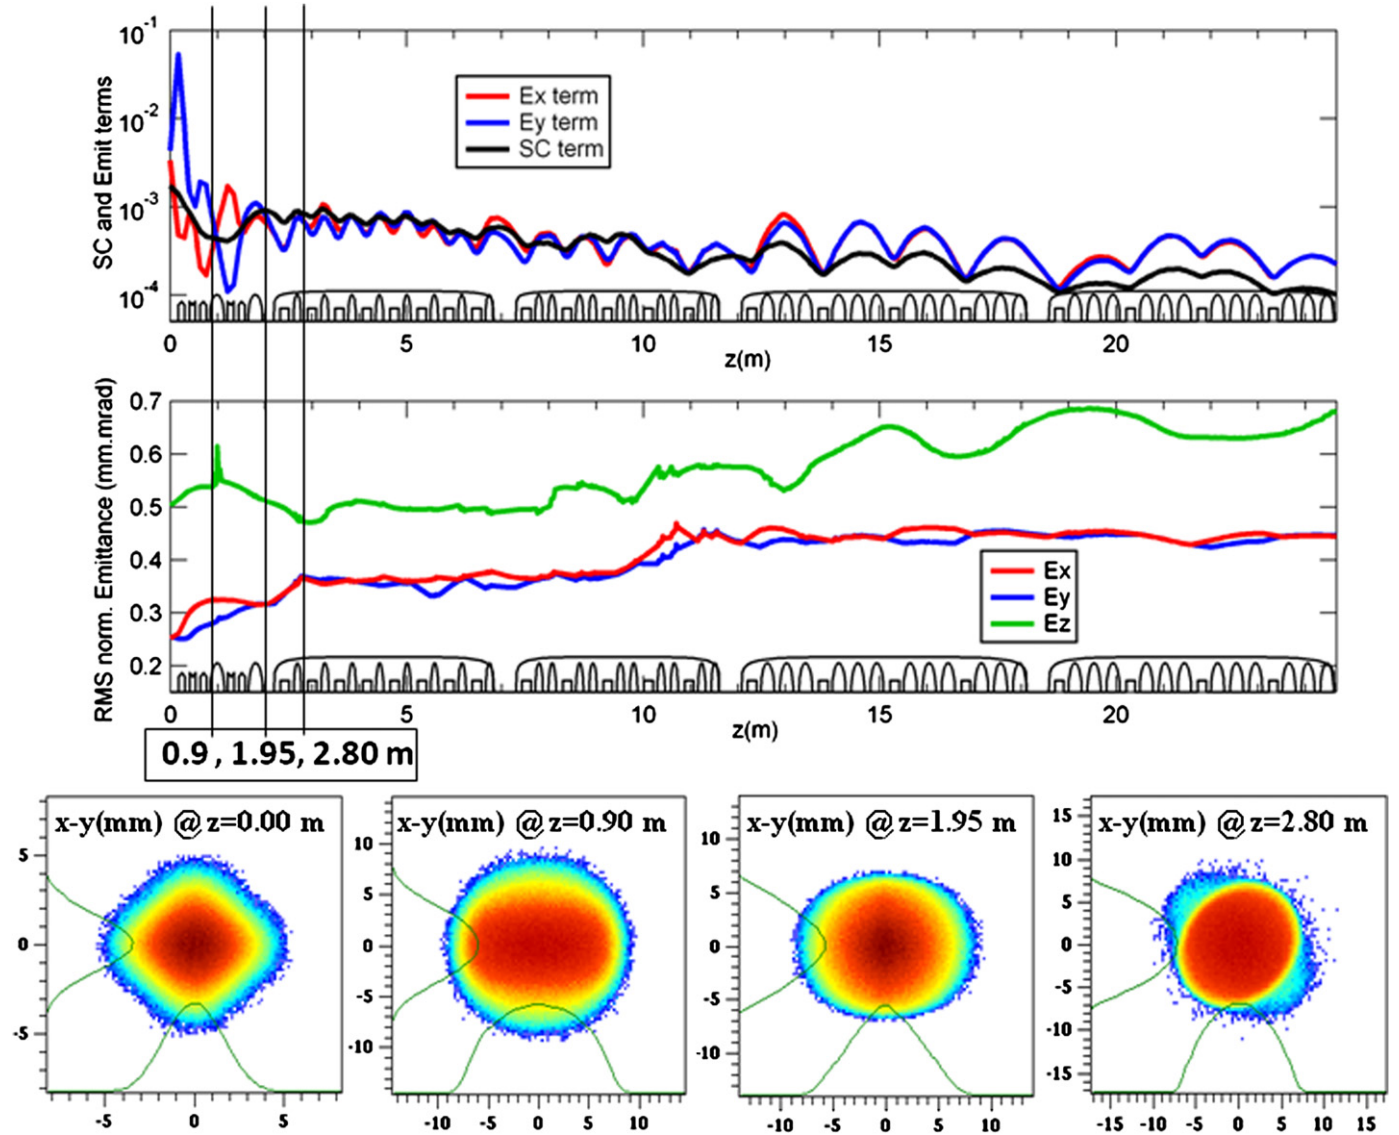 SC and Emit terms
10-1
10-2
10-3
10-4
Ex term
Ey term
SC term
0 5 10 15 20
z(m)
RMS norm. Emittance (mm.mrad)
0.7
0.6
0.5
0.4
0.3
0.2
Ex
Ey
Ez
0 5 10 15 20
z(m)
0.9 , 1.95, 2.80 m
x-y(mm) @ z=0.00 m
5
0
-5
-5 0 5
x-y(mm) @ z=0.90 m
10
5
0
-5
-10
-10 -5 0 5 10
x-y(mm) @ z=1.95 m
10
5
0
-5
-10
-10 -5 0 5 10
x-y(mm) @ z=2.80 m
15
10
5
0
-5
-10
-15
-15 -10 -5 0 5 10 15